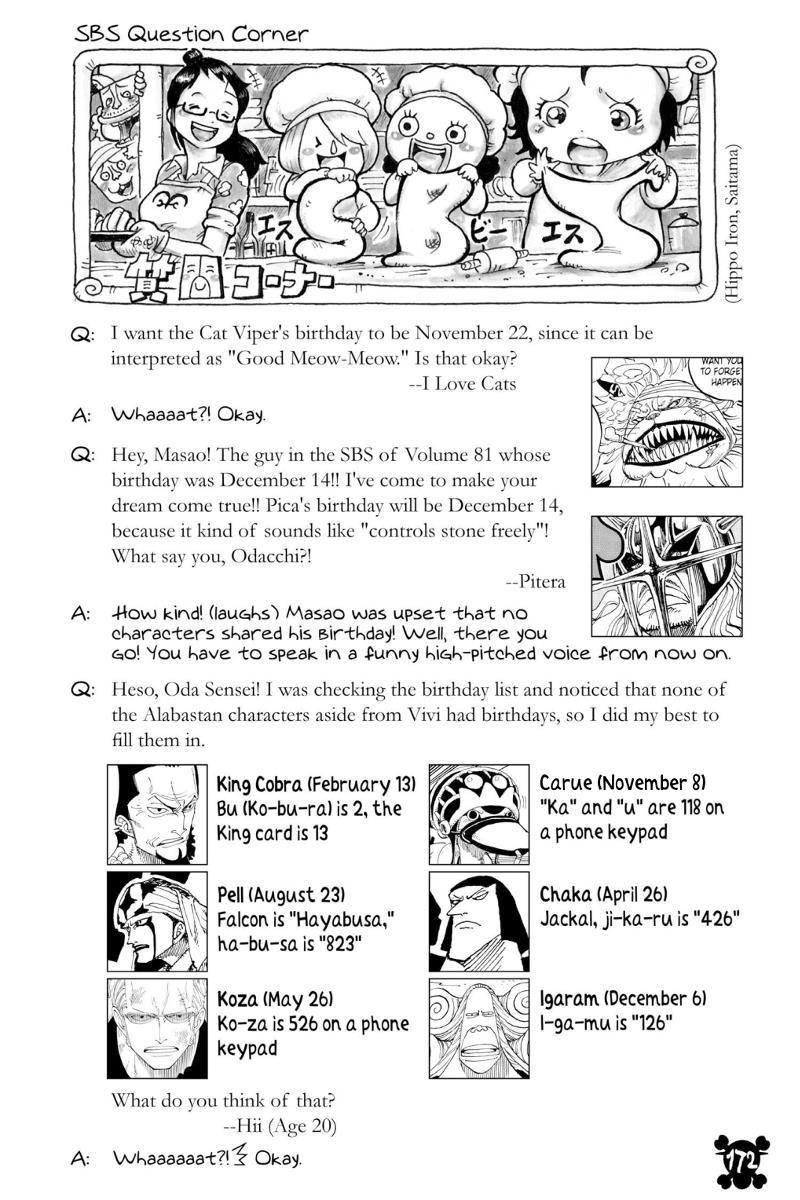 SBS Question Corner
エス
ビー
エス
コーナー
(Hippo Iron, Saitama)
Q: I want the Cat Viper's birthday to be November 22, since it can be
interpreted as "Good Meow-Meow." Is that okay?
--I Love Cats
WANT YOU
TO FORGE
HAPPEN
A: Whaaaat?! Okay.
Q: Hey, Masao! The guy in the SBS of Volume 81 whose
birthday was December 14!! I've come to make your
dream come true!! Pica's birthday will be December 14,
because it kind of sounds like "controls stone freely"!
What say you, Odacchi?!
--Pitera
A: How kind! (laughs) Masao was upset that no
characters shared his Birthday! Well, there you
Go! You have to speak in a funny high-pitched voice from now on.
Q: Heso, Oda Sensei! I was checking the birthday list and noticed that none of
the Alabastan characters aside from Vivi had birthdays, so I did my best to
fill them in.
King Cobra (February 13)
Bu (Ko-bu-ra) is 2, the
King card is 13
Carue (November 8)
"Ka" and "u" are 118 on
a phone keypad
Pell (August 23)
Falcon is "Hayabusa,"
ha-bu-sa is "823"
Chaka (April 26)
Jackal, ji-ka-ru is "426"
Koza (May 26)
Ko-za is 526 on a phone
keypad
Igaram (December 6)
I-ga-mu is "126"
What do you think of that?
--Hii (Age 20)
A: Whaaaaaat?! Okay.
172